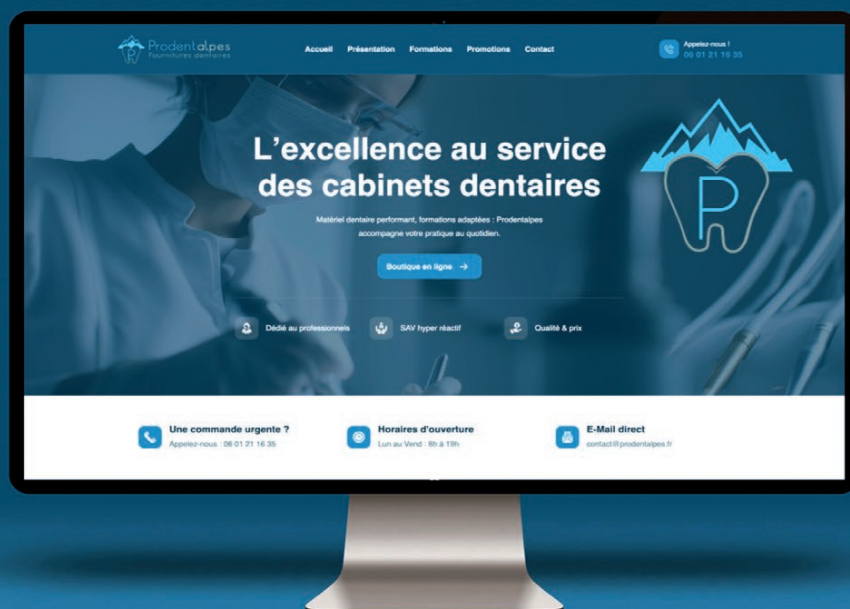 Prodentalpes
Fournitures dentaires
Accueil Présentation Formations Promotions Contact
Appelez-nous !
06 01 21 16 35
L'excellence au service
des cabinets dentaires
P
Matériel dentaire performant, formations adaptées : Prodentalpes
accompagne votre pratique au quotidien.
Boutique en ligne →
Dédié au professionnels SAV hyper réactif Qualité & prix
Une commande urgente ?
Appelez-nous : 06 01 21 16 35
Horaires d'ouverture
Lun au Vend : 8h à 19h
E-Mail direct
contact@prodentalpes.fr